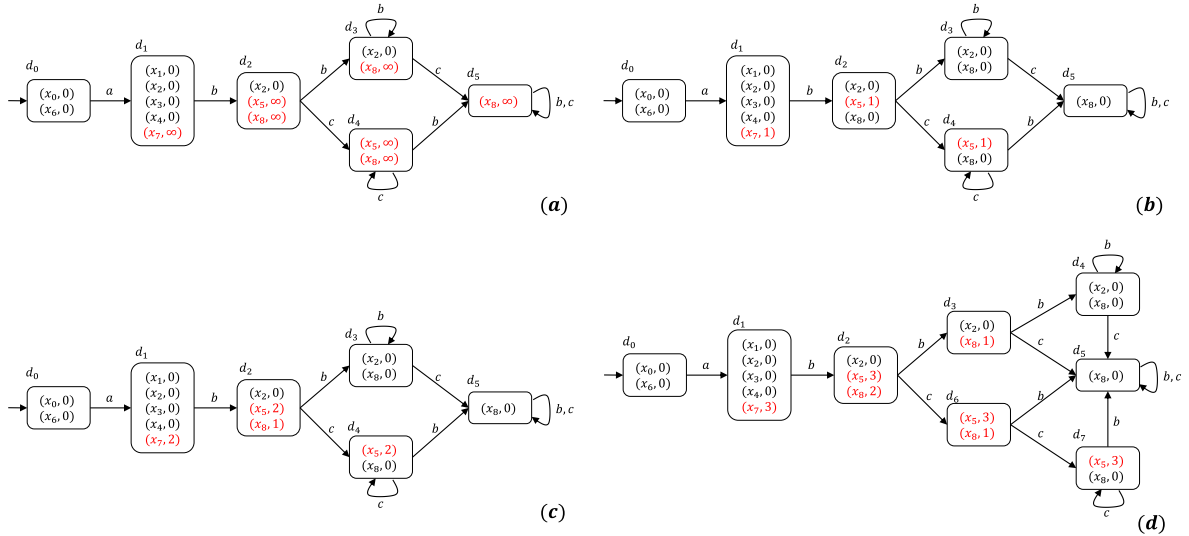 d₀
(x₀, 0)
(x₆, 0)
a
d₁
(x₁, 0)
(x₂, 0)
(x₃, 0)
(x₄, 0)
(x₇, ∞)
b
d₂
(x₂, 0)
(x₅, ∞)
(x₈, ∞)
b
c
d₃
b
(x₂, 0)
(x₈, ∞)
c
d₄
(x₅, ∞)
(x₈, ∞)
c
b
d₅
(x₈, ∞)
b, c
(a)
d₀
(x₀, 0)
(x₆, 0)
a
d₁
(x₁, 0)
(x₂, 0)
(x₃, 0)
(x₄, 0)
(x₇, 1)
b
d₂
(x₂, 0)
(x₅, 1)
(x₈, 0)
b
c
d₃
b
(x₂, 0)
(x₈, 0)
c
d₄
(x₅, 1)
(x₈, 0)
c
b
d₅
(x₈, 0)
b, c
(b)
d₀
(x₀, 0)
(x₆, 0)
a
d₁
(x₁, 0)
(x₂, 0)
(x₃, 0)
(x₄, 0)
(x₇, 2)
b
d₂
(x₂, 0)
(x₅, 2)
(x₈, 1)
b
c
d₃
b
(x₂, 0)
(x₈, 0)
c
d₄
(x₅, 2)
(x₈, 0)
c
b
d₅
(x₈, 0)
b, c
(c)
d₀
(x₀, 0)
(x₆, 0)
a
d₁
(x₁, 0)
(x₂, 0)
(x₃, 0)
(x₄, 0)
(x₇, 3)
b
d₂
(x₂, 0)
(x₅, 3)
(x₈, 2)
b
c
d₃
(x₂, 0)
(x₈, 1)
b
c
d₆
(x₅, 3)
(x₈, 1)
b
c
d₄
b
(x₂, 0)
(x₈, 0)
c
d₅
(x₈, 0)
b, c
b
d₇
(x₅, 3)
(x₈, 0)
c
(d)